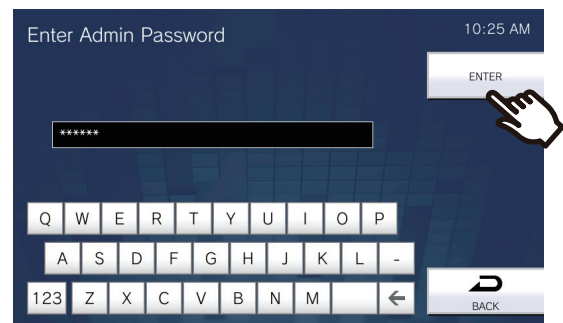 Enter Admin Password
10:25 AM
ENTER
******
Q W E R T Y U I O P
A S D F G H J K L -
123 Z X C V B N M ←
BACK